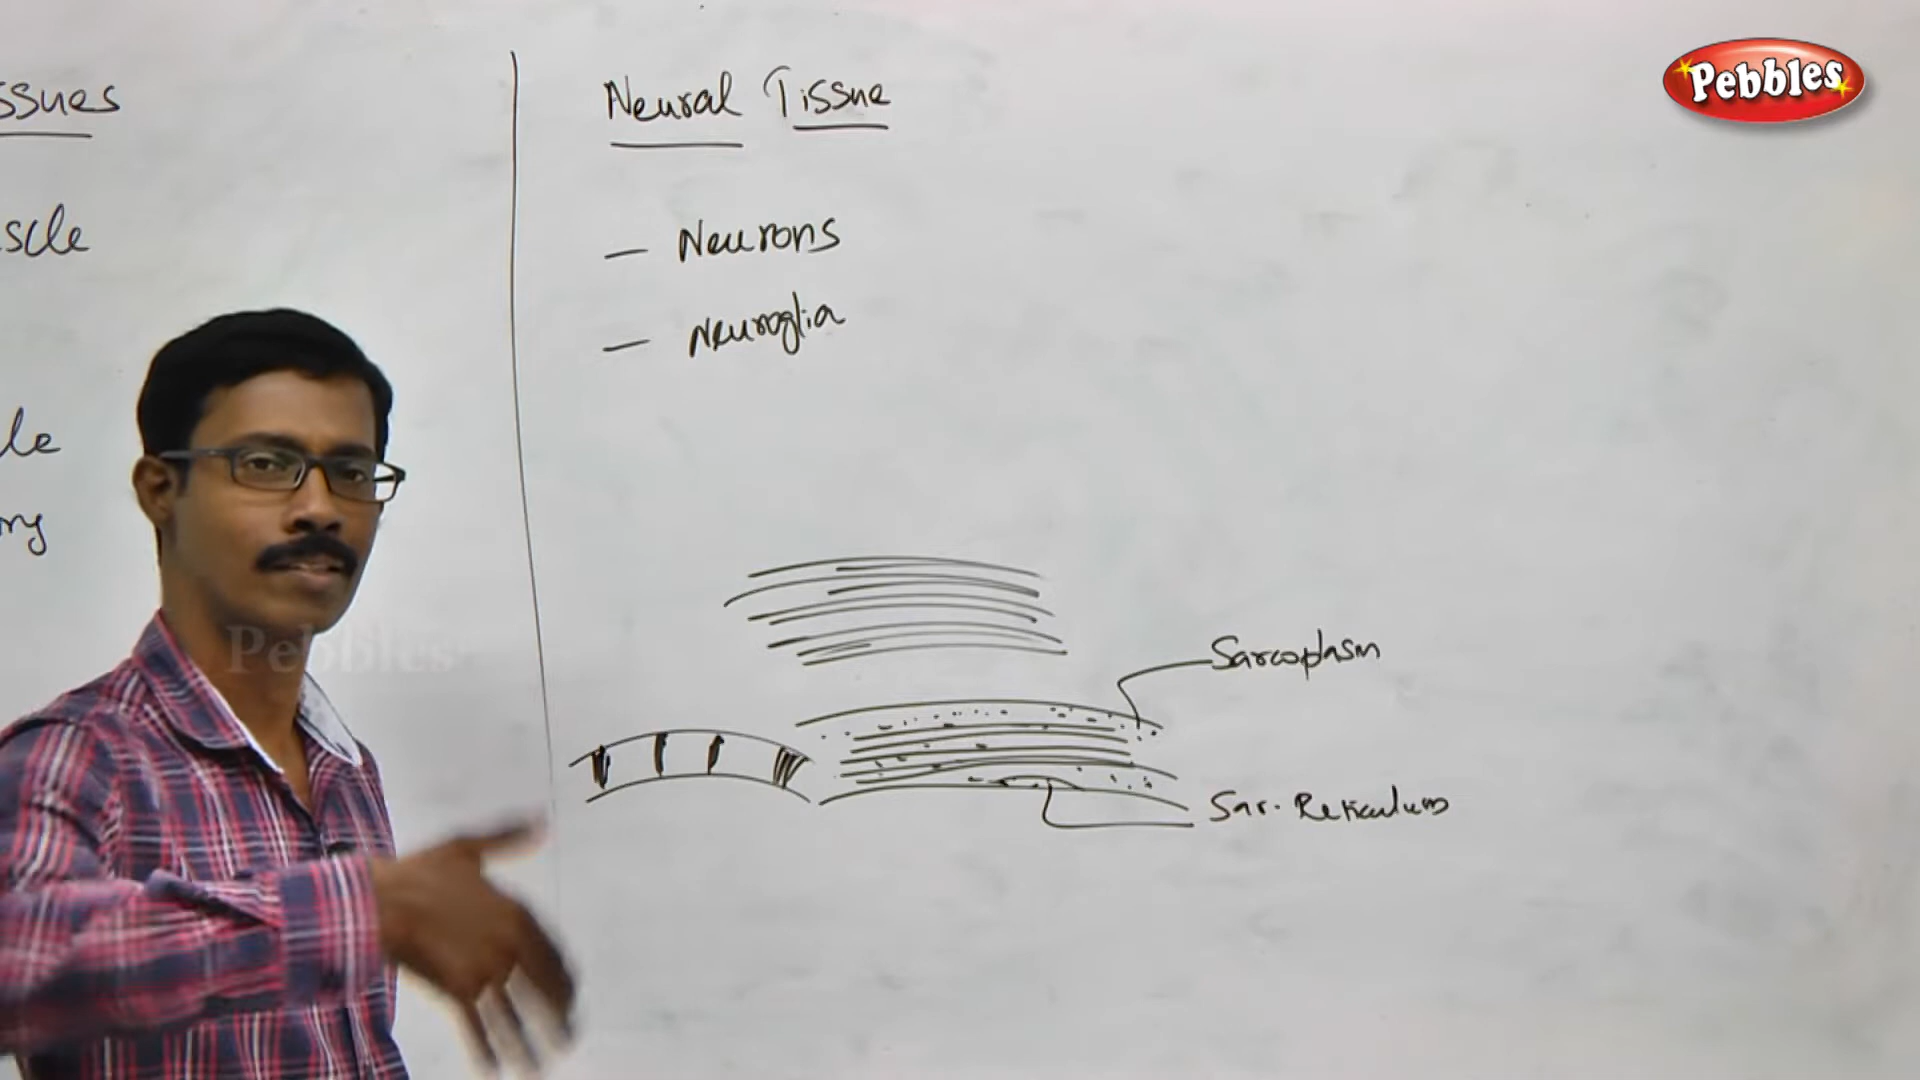 ssues
scle
le
ry
Neural Tissue
— Neurons
— Neuroglia
Sarcoplasm
Sar. Reticulum
Pebbles
Pebbles